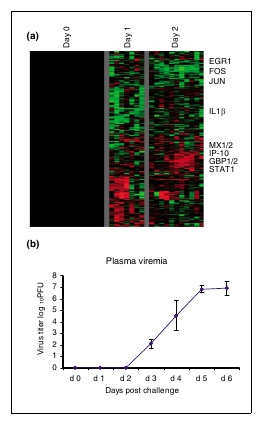 (a)
Day 0
Day 1
Day 2
EGR1
FOS
JUN
IL1β
MX1/2
IP-10
GBP1/2
STAT1
(b)
Plasma viremia
Virus titer log 10PFU
8
7
6
5
4
3
2
1
0
d 0 d 1 d 2 d 3 d 4 d 5 d 6
Days post challenge